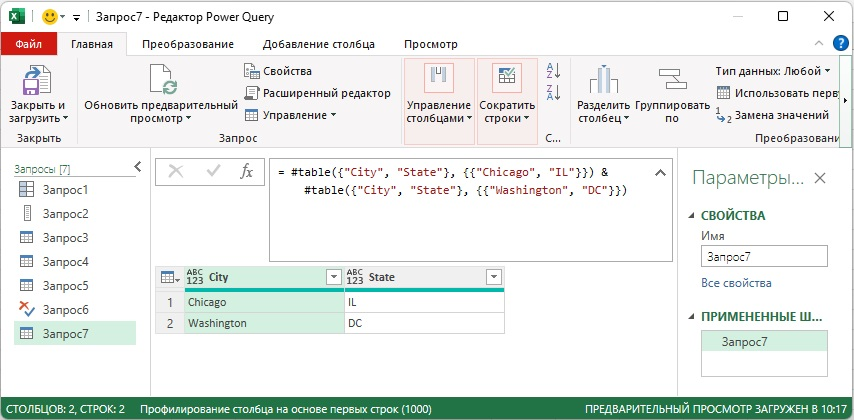 Запрос7 - Редактор Power Query
Файл Главная Преобразование Добавление столбца Просмотр
Закрыть и загрузить
Закрыть
Обновить предварительный просмотр
Свойства
Расширенный редактор
Управление
Запрос
Управление столбцами
Сократить строки
С...
Разделить столбец
Группировать по
Тип данных: Любой
Использовать перв
Замена значений
Преобразовани
Запросы [7]
Запрос1
Запрос2
Запрос3
Запрос4
Запрос5
Запрос6
Запрос7
fx
= #table({"City", "State"}, {{"Chicago", "IL"}}) &
#table({"City", "State"}, {{"Washington", "DC"}})
ABC 123 City ABC 123 State
1 Chicago IL
2 Washington DC
Параметры...
СВОЙСТВА
Имя
Запрос7
Все свойства
ПРИМЕНЕННЫЕ Ш...
Запрос7
СТОЛБЦОВ: 2, СТРОК: 2 Профилирование столбца на основе первых строк (1000) ПРЕДВАРИТЕЛЬНЫЙ ПРОСМОТР ЗАГРУЖЕН В 10:17